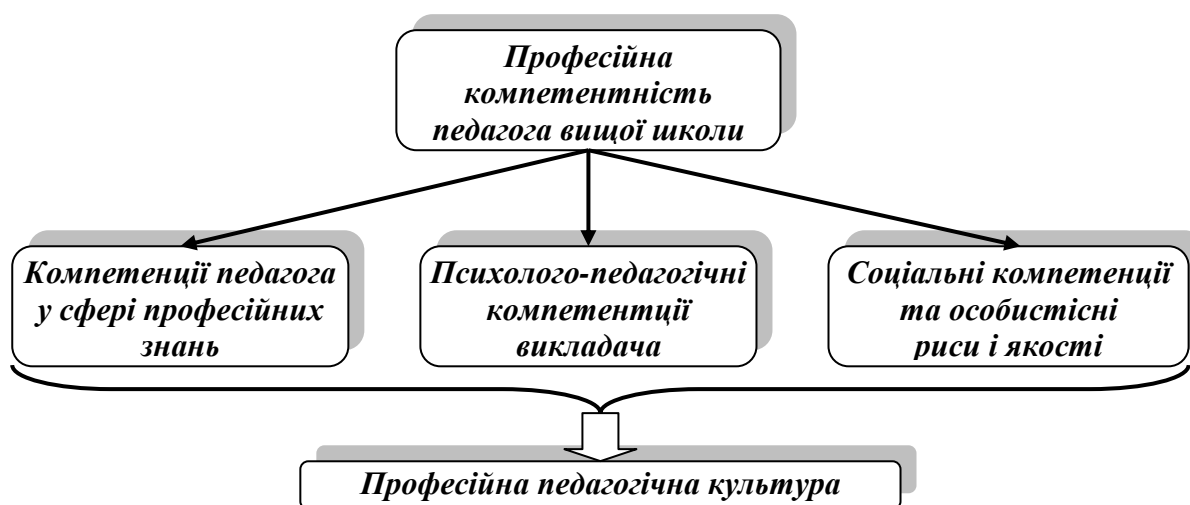 Професійна
компетентність
педагога вищої школи
Компетенції педагога
у сфері професійних
знань
Психолого-педагогічні
компетентції
викладача
Соціальні компетенції
та особистісні
риси і якості
Професійна педагогічна культура